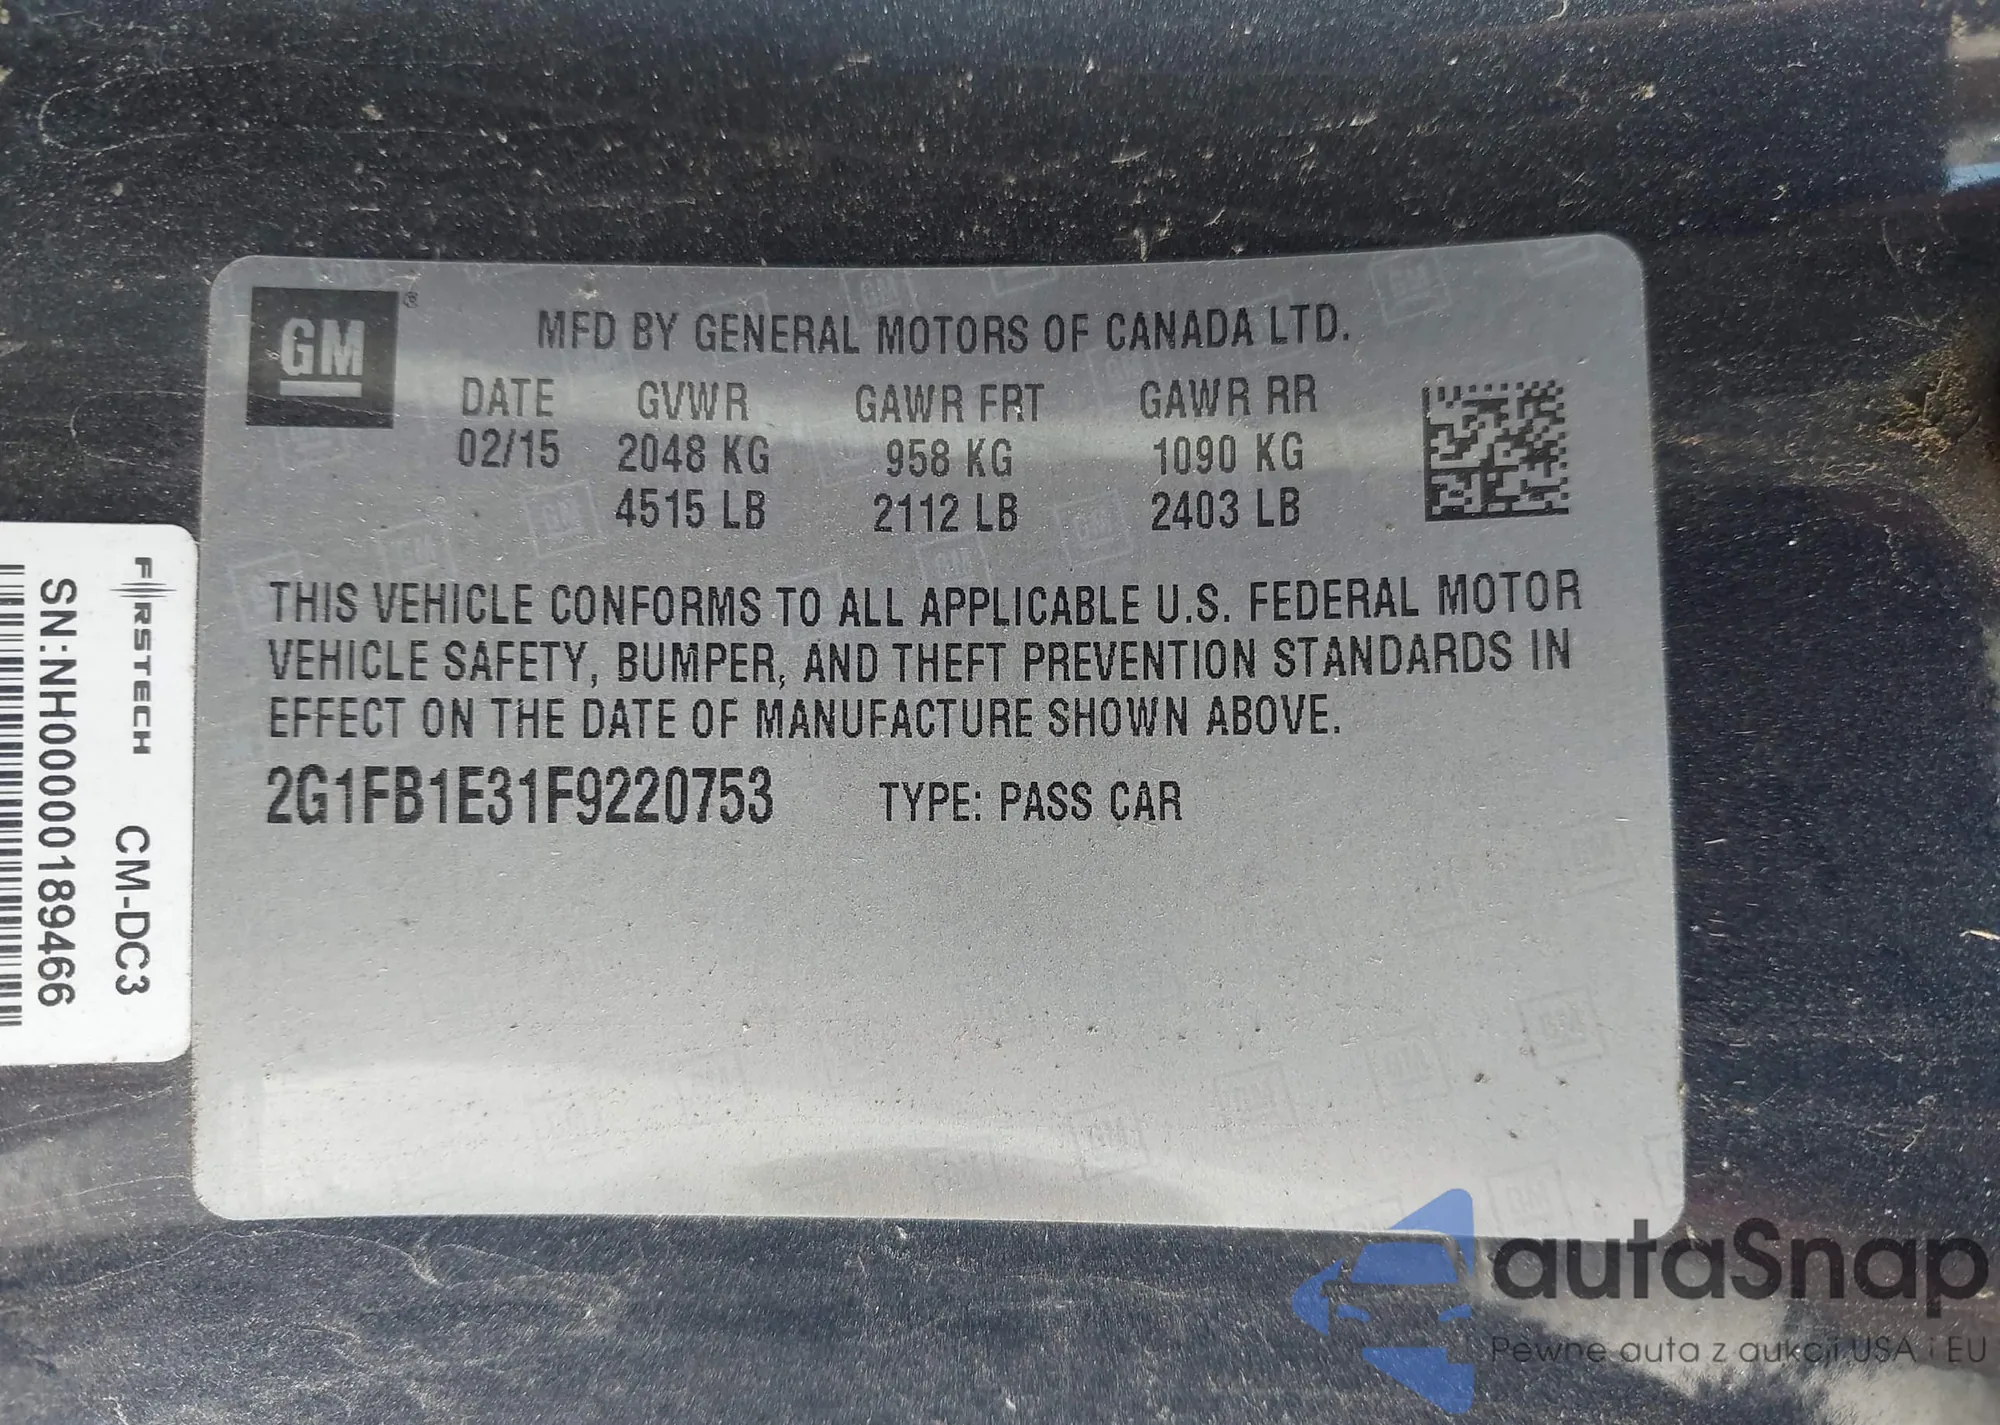 GM
MFD BY GENERAL MOTORS OF CANADA LTD.
DATE GVWR GAWR FRT GAWR RR
02/15 2048 KG 958 KG 1090 KG
4515 LB 2112 LB 2403 LB
THIS VEHICLE CONFORMS TO ALL APPLICABLE U.S. FEDERAL MOTOR
VEHICLE SAFETY, BUMPER, AND THEFT PREVENTION STANDARDS IN
EFFECT ON THE DATE OF MANUFACTURE SHOWN ABOVE.
2G1FB1E31F9220753 TYPE: PASS CAR
FIRSTECH CM-DC3
SN:NH00000189466
autaSnap
Pewne auta z aukcji USA i EU